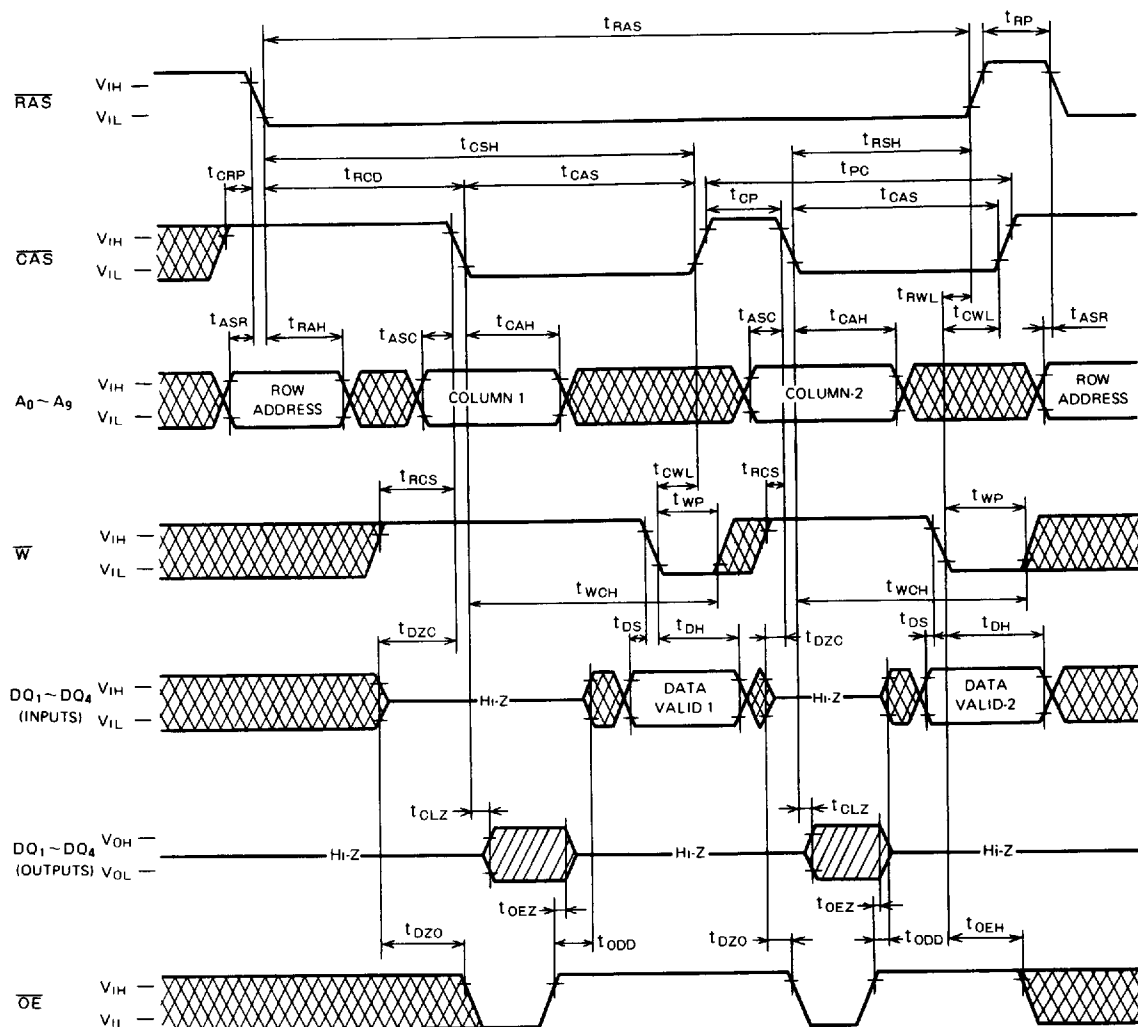 tRAS tRP
RAS VIH
VIL
tCSH tRSH
tCRP tRCD tCAS tPC
tCP tCAS
CAS VIH
VIL
tRWL
tASR tRAH tASC tCAH tASC tCAH tCWL tASR
A0~A9 VIH
VIL
ROW ADDRESS COLUMN 1 COLUMN-2 ROW ADDRESS
tRCS tCWL tRCS
tWP tWP
W VIH
VIL
tWCH tWCH
tDZC tDS tDH tDZC tDS tDH
DQ1~DQ4 (INPUTS) VIH
VIL
Hi-Z DATA VALID 1 Hi-Z DATA VALID-2
tCLZ tCLZ
DQ1~DQ4 (OUTPUTS) VOH
VOL
Hi-Z Hi-Z Hi-Z
tOEZ tOEZ
tDZO tODD tDZO tODD tOEH
OE VIH
VIL